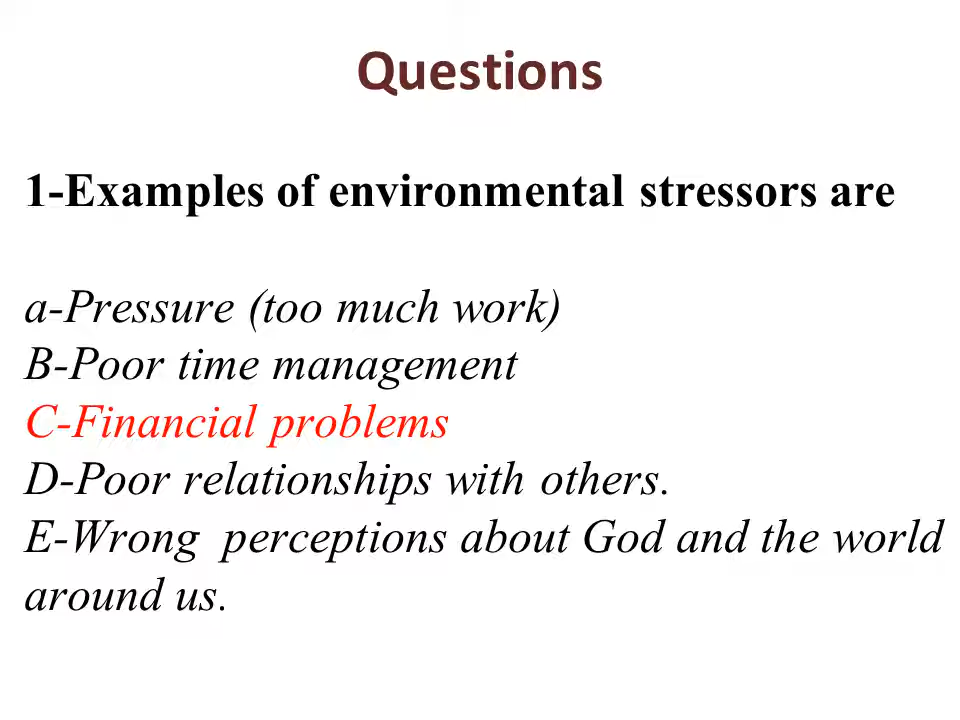 Questions
1-Examples of environmental stressors are
a-Pressure (too much work)
B-Poor time management
C-Financial problems
D-Poor relationships with others.
E-Wrong  perceptions about God and the world
around us.